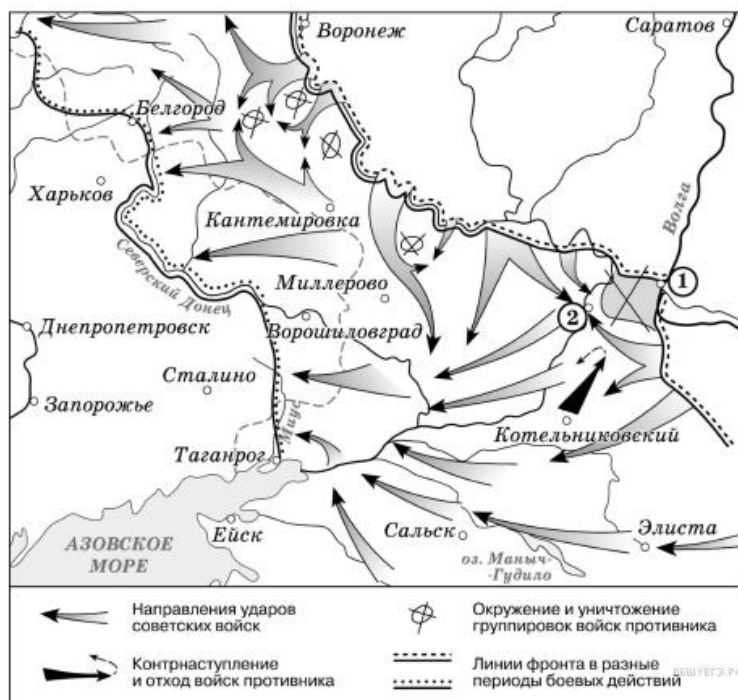 Воронеж
Саратов
Белгород
Волга
Харьков
Кантемировка
Северский Донец
Миллерово
1
2
Днепропетровск
Ворошиловград
Сталино
Запорожье
Миус
Котельниковский
Таганрог
Ейск
Сальск
Элиста
АЗОВСКОЕ
МОРЕ
оз. Маныч-
-Гудило
Направления ударов
советских войск
Окружение и уничтожение
группировок войск противника
Контрнаступление
и отход войск противника
Линии фронта в разные
периоды боевых действий
РЕШУЕГЭ.РФ